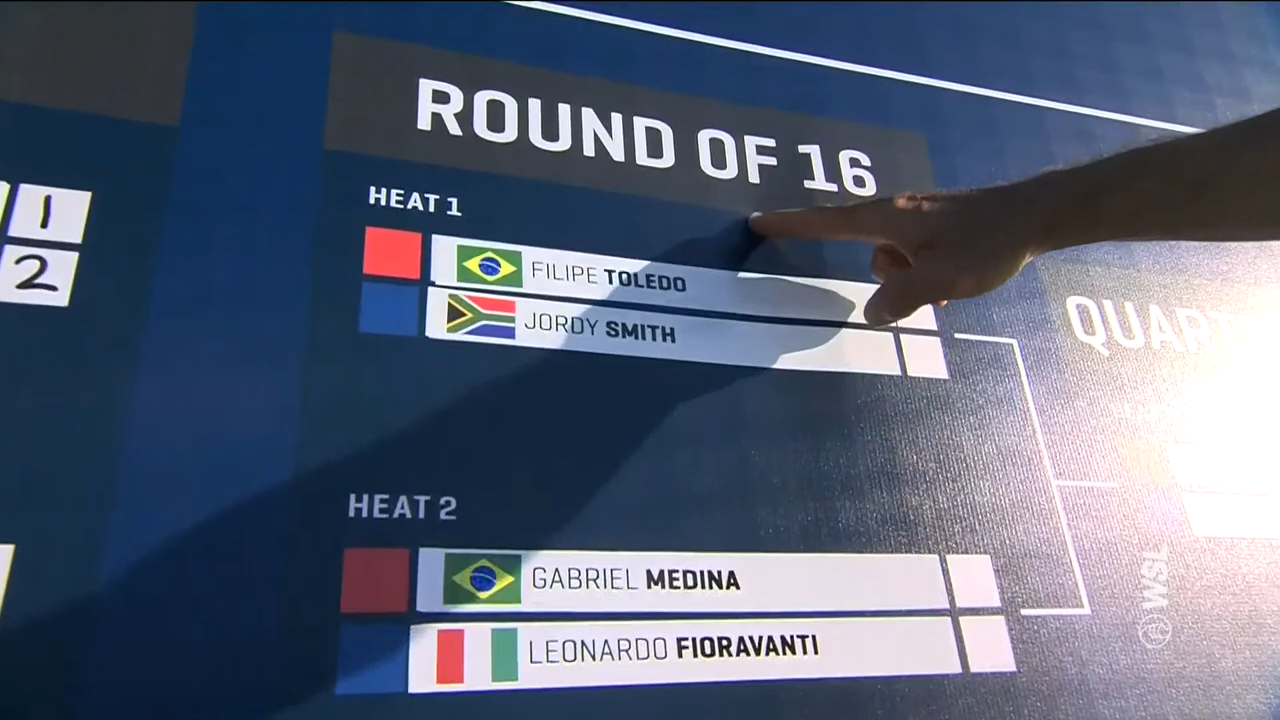 ROUND OF 16
HEAT 1
FILIPE TOLEDO
JORDY SMITH
1
2
HEAT 2
GABRIEL MEDINA
LEONARDO FIORAVANTI
WSL